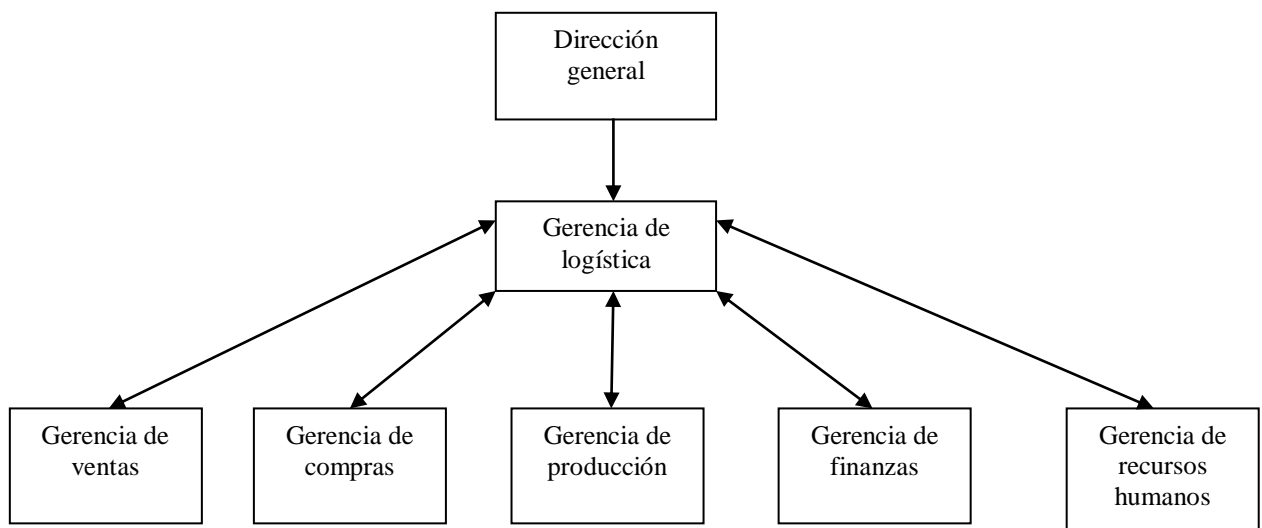 Dirección
general
Gerencia de
logística
Gerencia de
ventas
Gerencia de
compras
Gerencia de
producción
Gerencia de
finanzas
Gerencia de
recursos
humanos